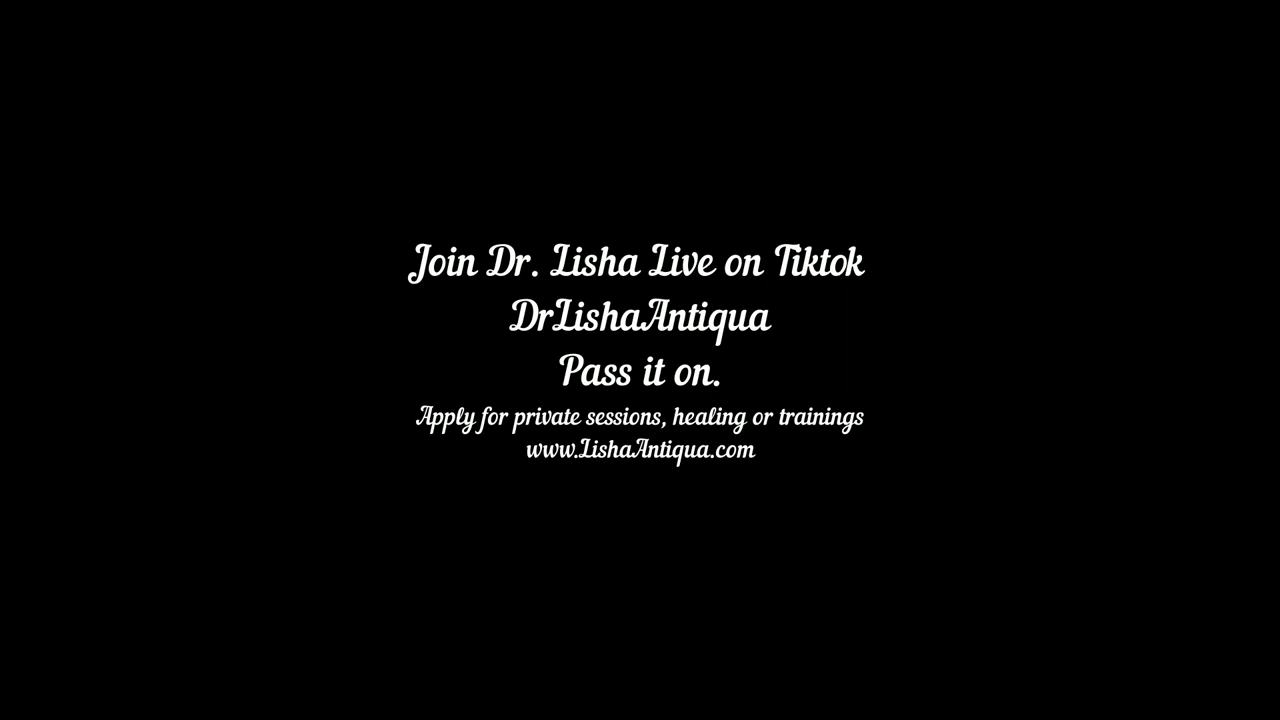 Join Dr. Lisha Live on Tiktok
DrLishaAntiqua
Pass it on.
Apply for private sessions, healing or trainings
www.LishaAntiqua.com